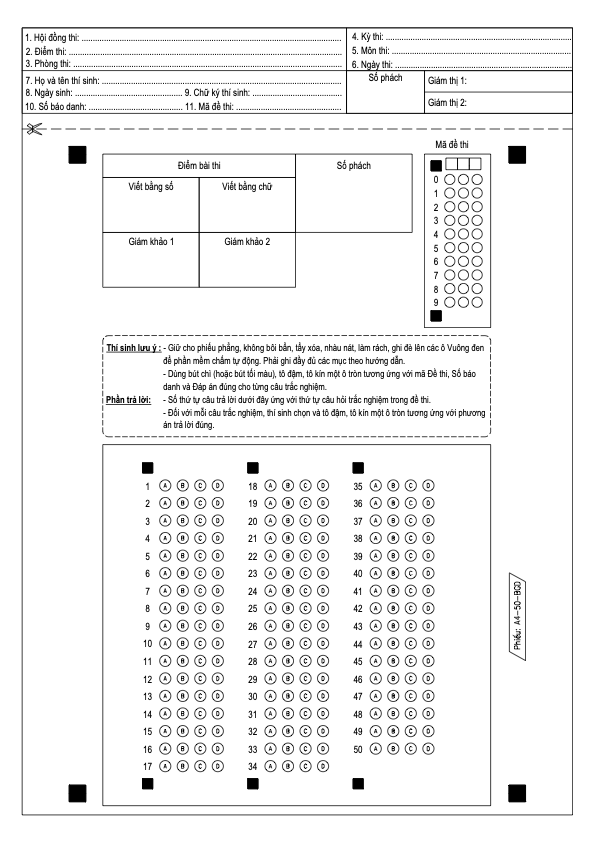 1. Hội đồng thi: ..........................................................................................
2. Điểm thi: ..................................................................................................
3. Phòng thi: ................................................................................................
4. Kỳ thi: ..................................................................
5. Môn thi: ................................................................
6. Ngày thi: ...............................................................
7. Họ và tên thí sinh: ....................................................................................
8. Ngày sinh: ................................... 9. Chữ ký thí sinh: ...............................
10. Số báo danh: .................................. 11. Mã đề thi: ....................................
Số phách
Giám thị 1:
Giám thị 2:
Mã đề thi
Điểm bài thi
Số phách
Viết bằng số Viết bằng chữ
Giám khảo 1 Giám khảo 2
0
1
2
3
4
5
6
7
8
9
Thí sinh lưu ý : - Giữ cho phiếu phẳng, không bôi bẩn, tẩy xóa, nhàu nát, làm rách, ghi đè lên các ô Vuông đen
để phần mềm chấm tự động. Phải ghi đầy đủ các mục theo hướng dẫn.
- Dùng bút chì (hoặc bút tối màu), tô đậm, tô kín một ô tròn tương ứng với mã Đề thi, Số báo
danh và Đáp án đúng cho từng câu trắc nghiệm.
Phần trả lời: - Số thứ tự câu trả lời dưới đây ứng với thứ tự câu hỏi trắc nghiệm trong đề thi.
- Đối với mỗi câu trắc nghiệm, thí sinh chọn và tô đậm, tô kín một ô tròn tương ứng với phương
án trả lời đúng.
1 A B C D 18 A B C D 35 A B C D
2 A B C D 19 A B C D 36 A B C D
3 A B C D 20 A B C D 37 A B C D
4 A B C D 21 A B C D 38 A B C D
5 A B C D 22 A B C D 39 A B C D
6 A B C D 23 A B C D 40 A B C D
7 A B C D 24 A B C D 41 A B C D
8 A B C D 25 A B C D 42 A B C D
9 A B C D 26 A B C D 43 A B C D
10 A B C D 27 A B C D 44 A B C D
11 A B C D 28 A B C D 45 A B C D
12 A B C D 29 A B C D 46 A B C D
13 A B C D 30 A B C D 47 A B C D
14 A B C D 31 A B C D 48 A B C D
15 A B C D 32 A B C D 49 A B C D
16 A B C D 33 A B C D 50 A B C D
17 A B C D 34 A B C D
Phiếu: A4-50-BGD